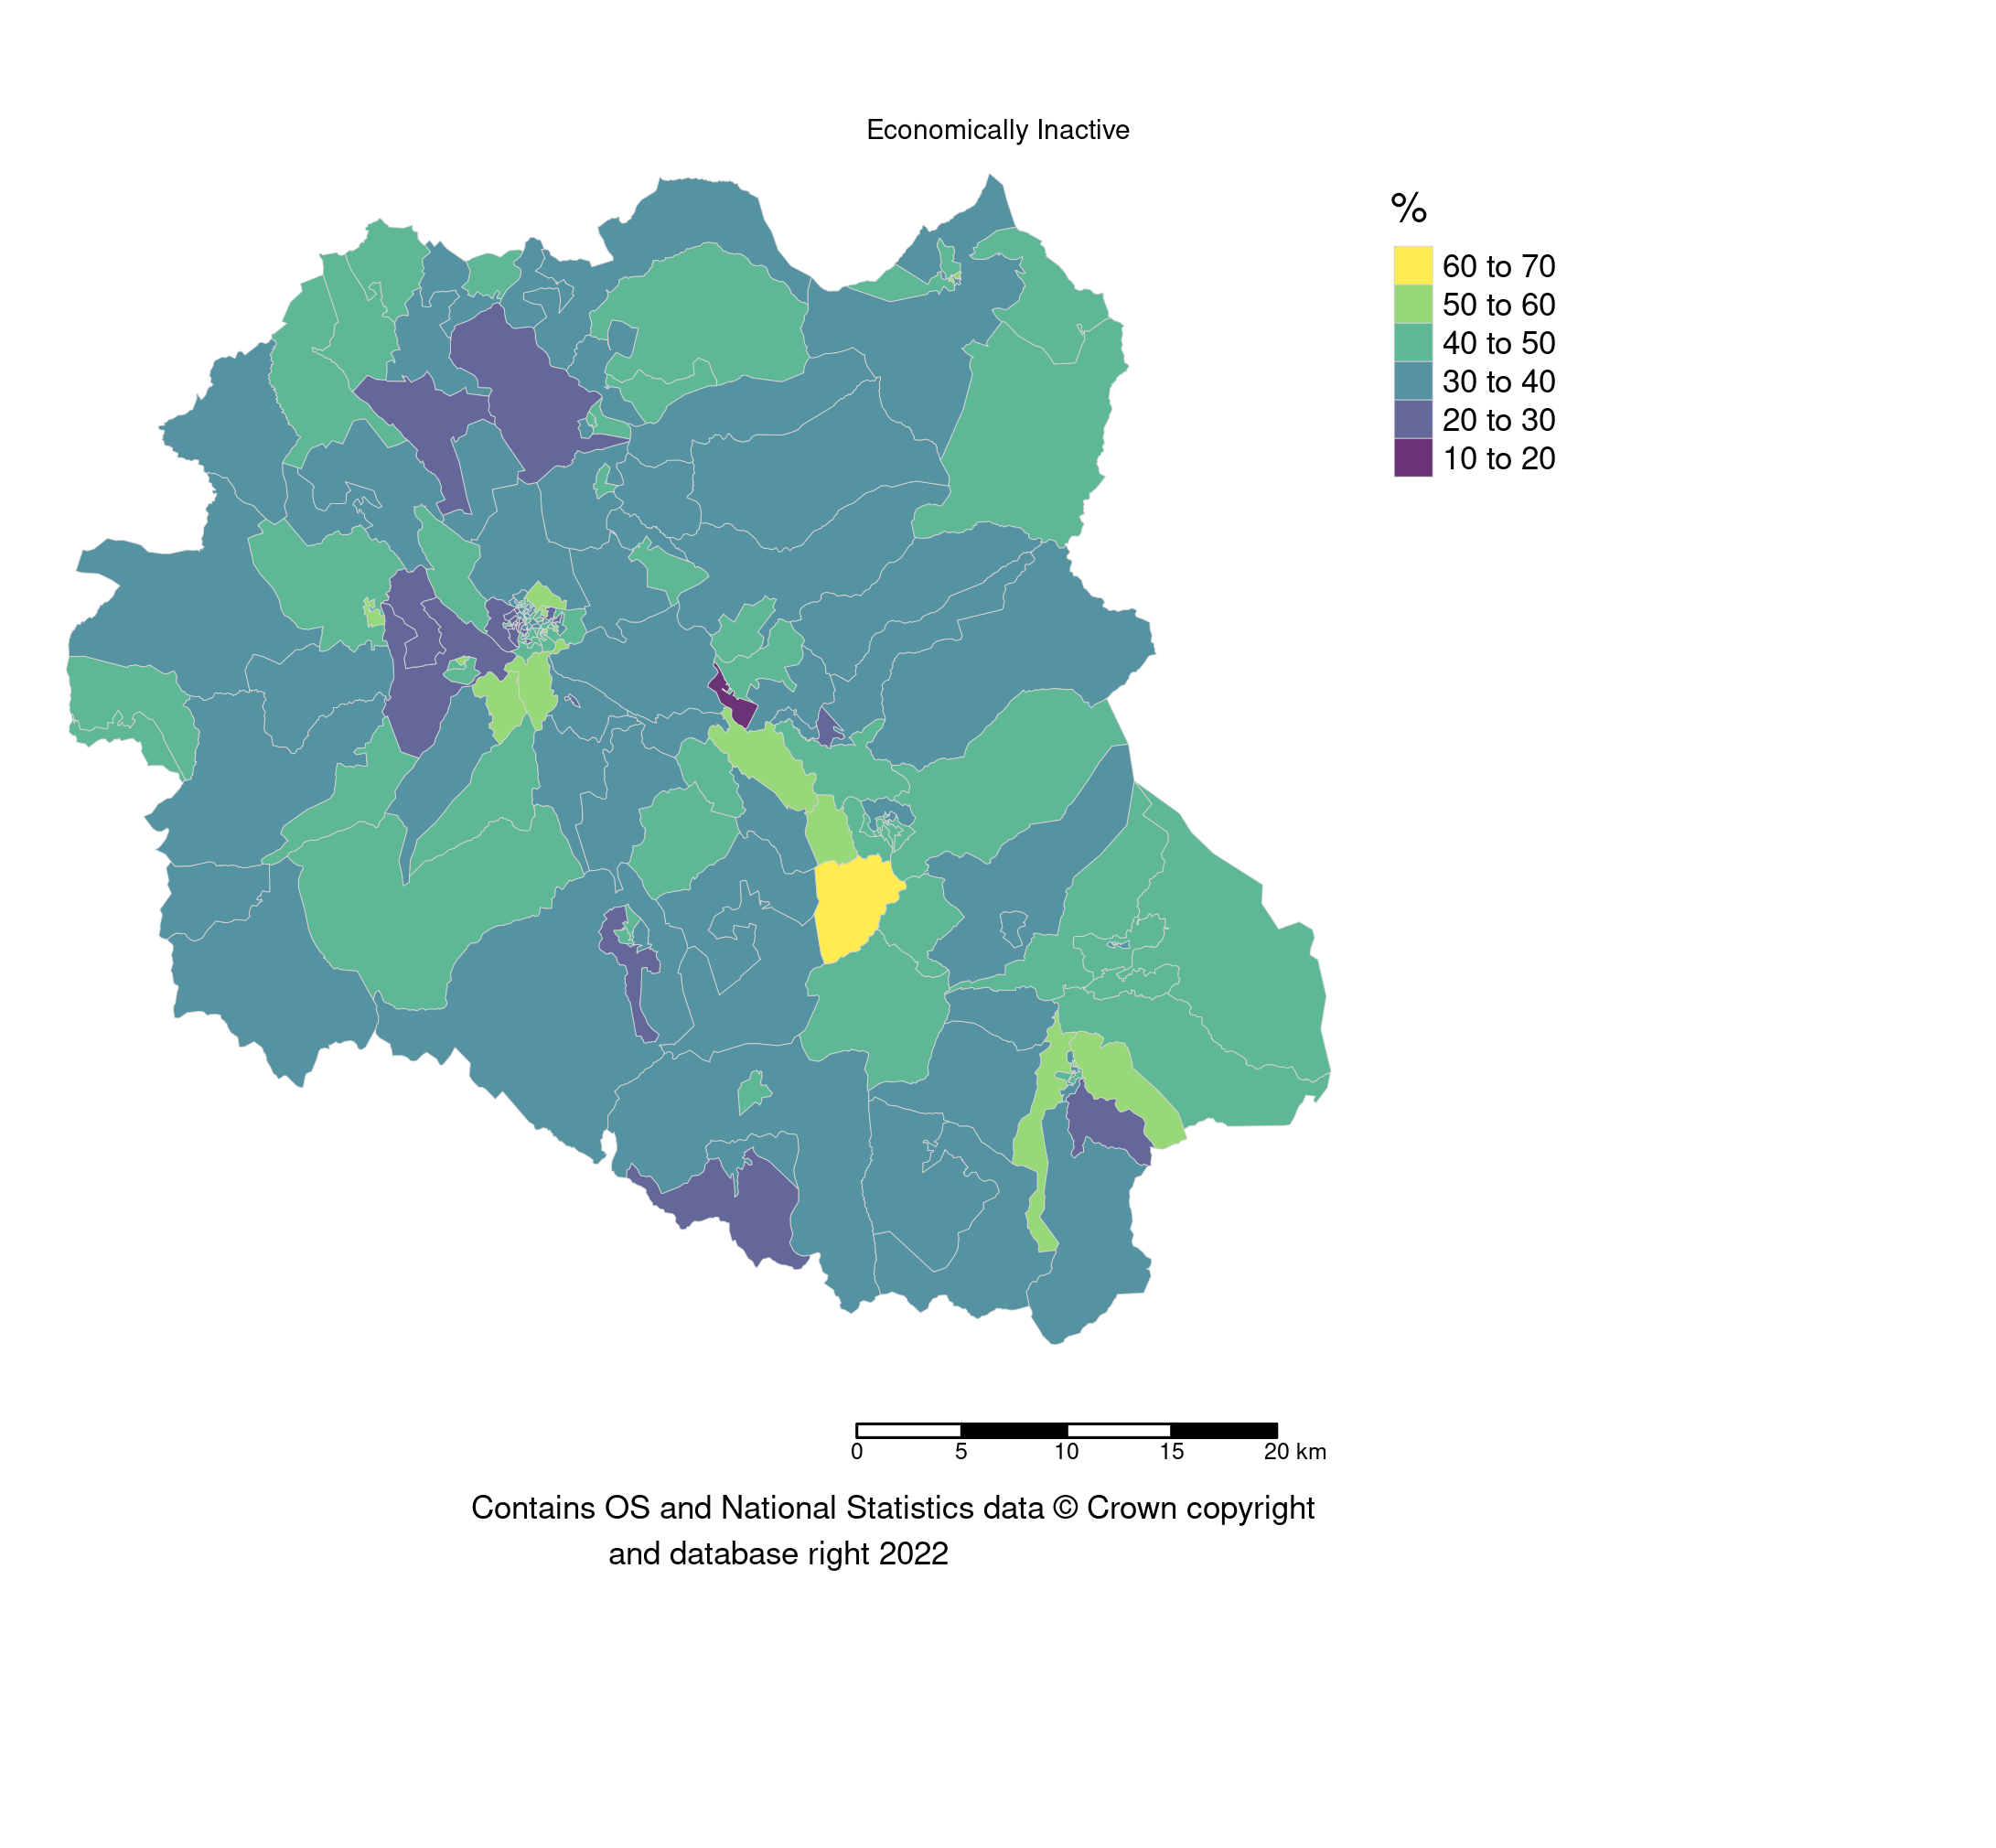 Economically Inactive
%
60 to 70
50 to 60
40 to 50
30 to 40
20 to 30
10 to 20
0 5 10 15 20 km
Contains OS and National Statistics data © Crown copyright
and database right 2022